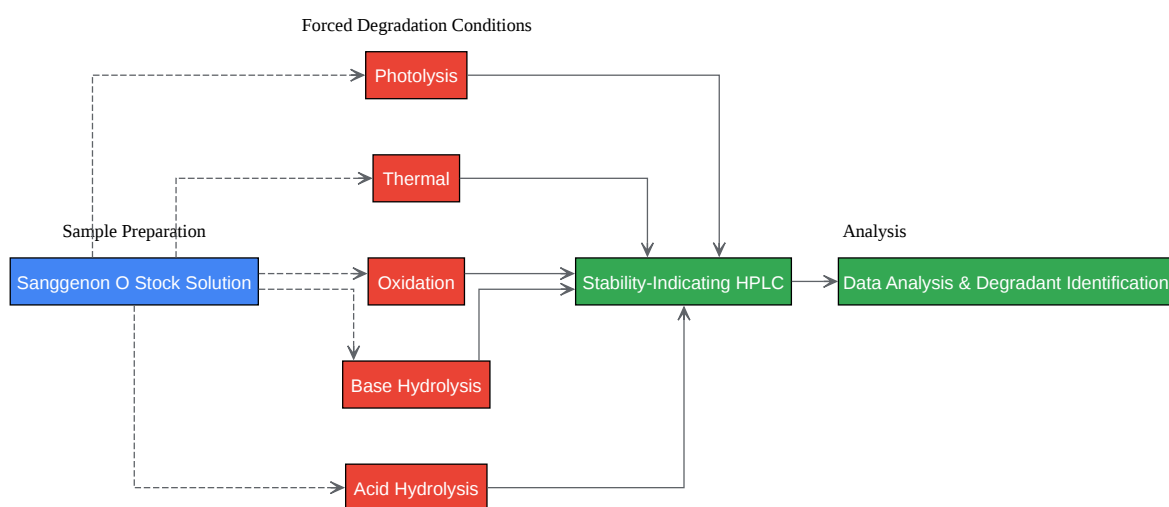 Forced Degradation Conditions
Photolysis
Thermal
Sample Preparation
Analysis
Sanggenon O Stock Solution
Oxidation
Stability-Indicating HPLC
Data Analysis & Degradant Identification
Base Hydrolysis
Acid Hydrolysis